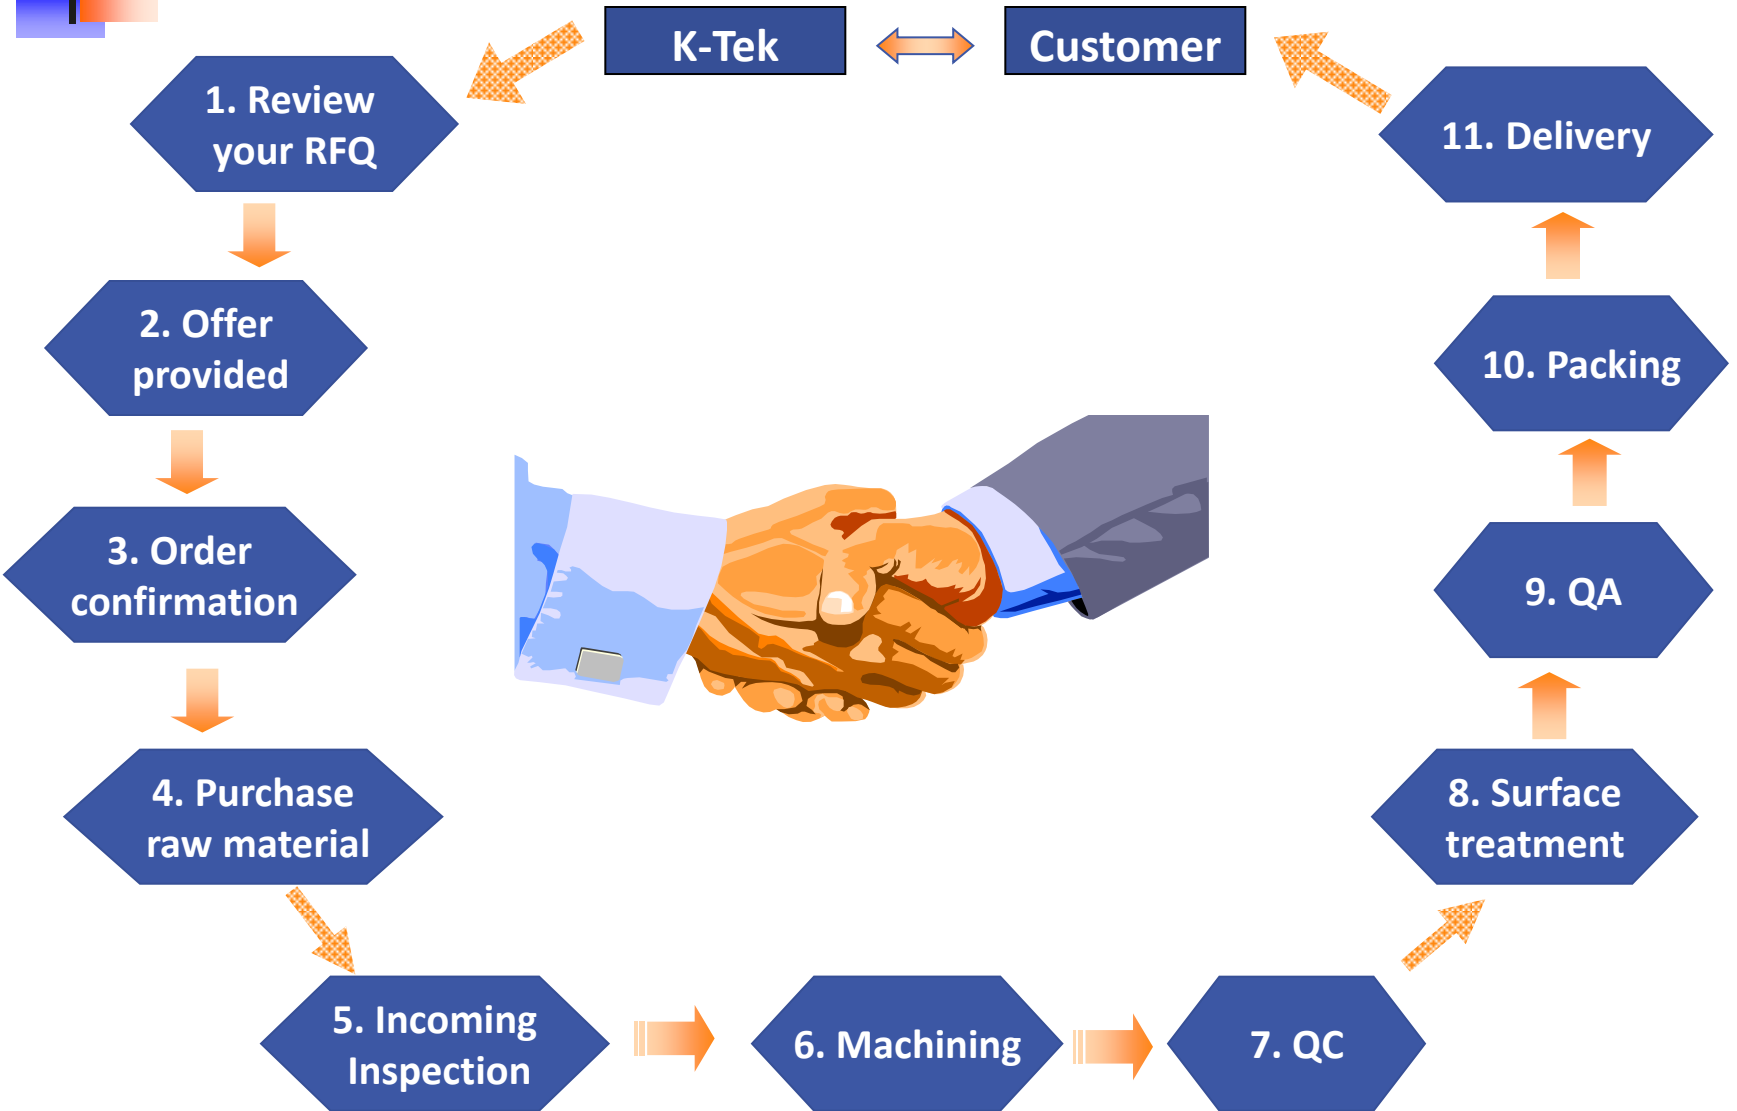 K-Tek
Customer
1. Review
your RFQ
2. Offer
provided
3. Order
confirmation
4. Purchase
raw material
5. Incoming
Inspection
6. Machining
7. QC
8. Surface
treatment
9. QA
10. Packing
11. Delivery